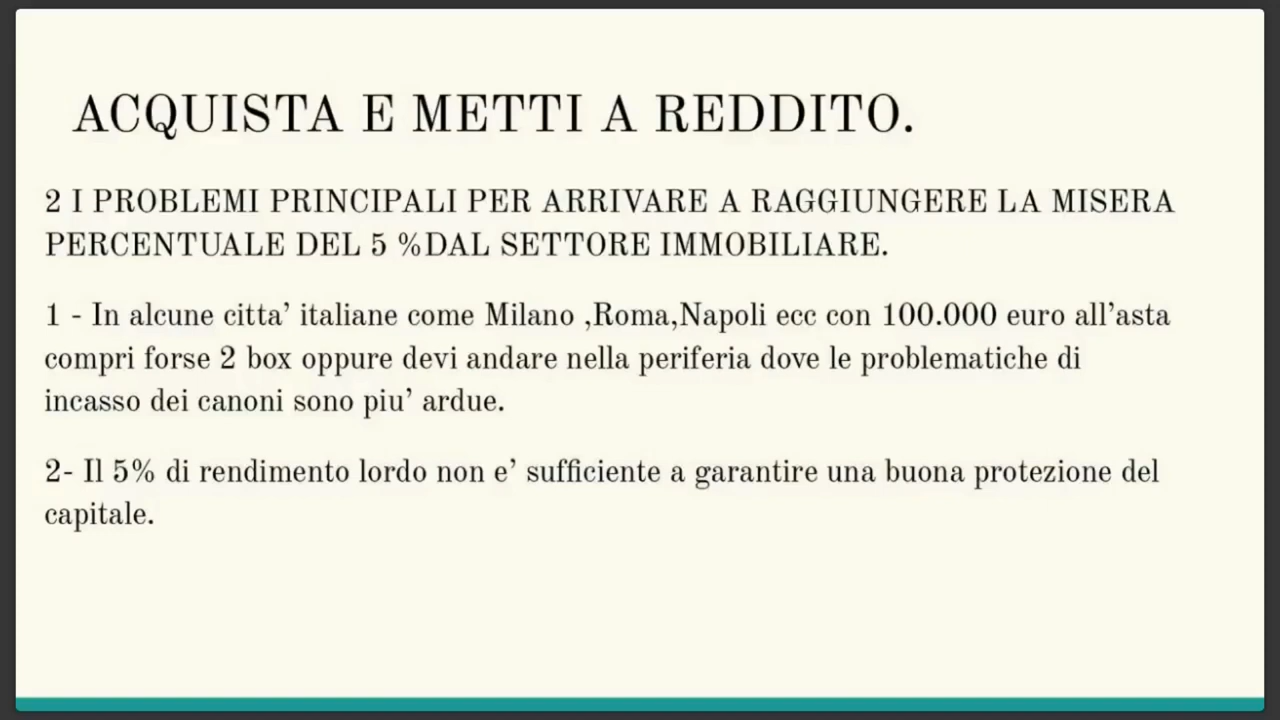 ACQUISTA E METTI A REDDITO.
2 I PROBLEMI PRINCIPALI PER ARRIVARE A RAGGIUNGERE LA MISERA
PERCENTUALE DEL 5 %DAL SETTORE IMMOBILIARE.
1 - In alcune citta’ italiane come Milano ,Roma,Napoli ecc con 100.000 euro all’asta
compri forse 2 box oppure devi andare nella periferia dove le problematiche di
incasso dei canoni sono piu’ ardue.
2- Il 5% di rendimento lordo non e’ sufficiente a garantire una buona protezione del
capitale.